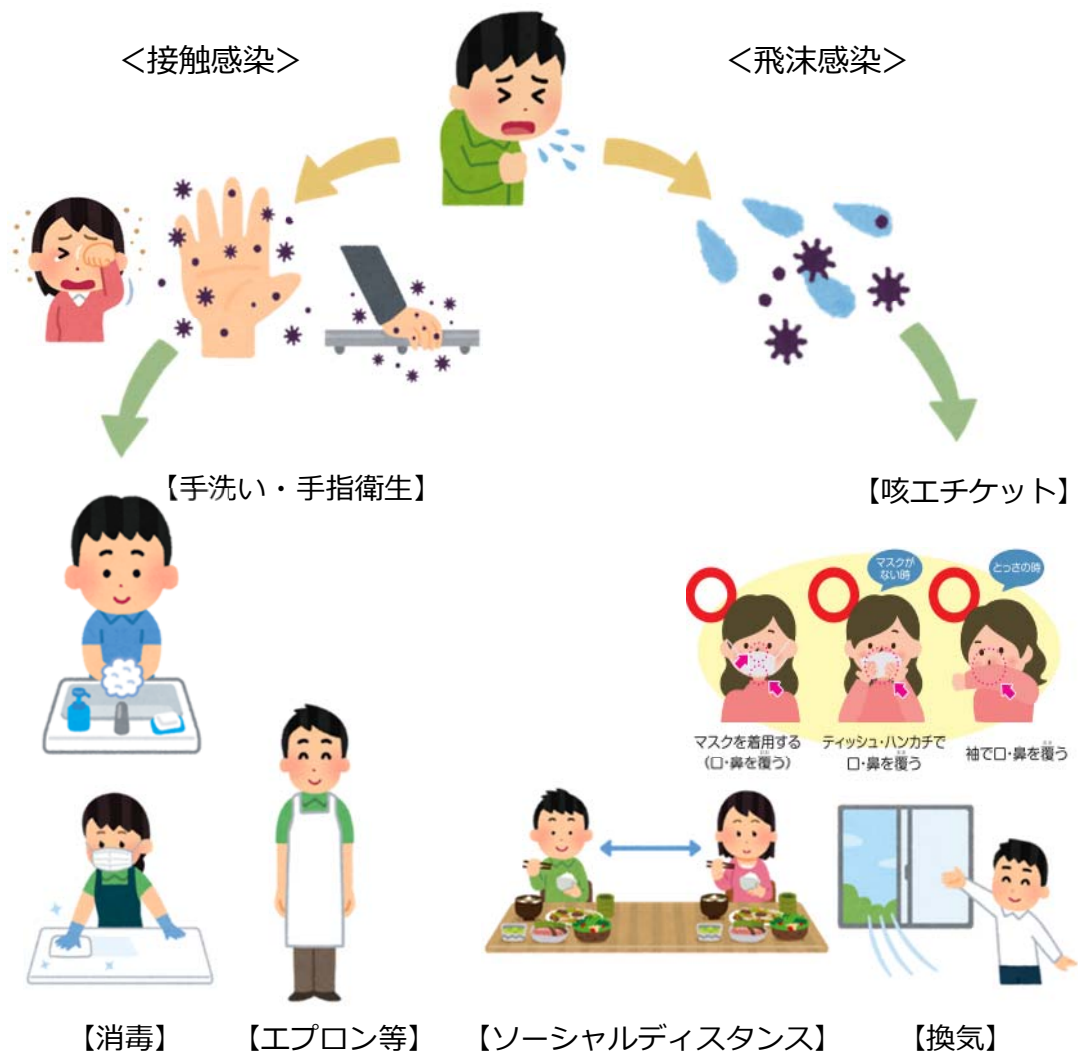 ＜接触感染＞
＜飛沫感染＞
【手洗い・手指衛生】
【咳エチケット】
マスクが
ない時
とっさの時
マスクを着用する
(口・鼻を覆う)
ティッシュ・ハンカチで
口・鼻を覆う
袖で口・鼻を覆う
【消毒】
【エプロン等】
【ソーシャルディスタンス】
【換気】